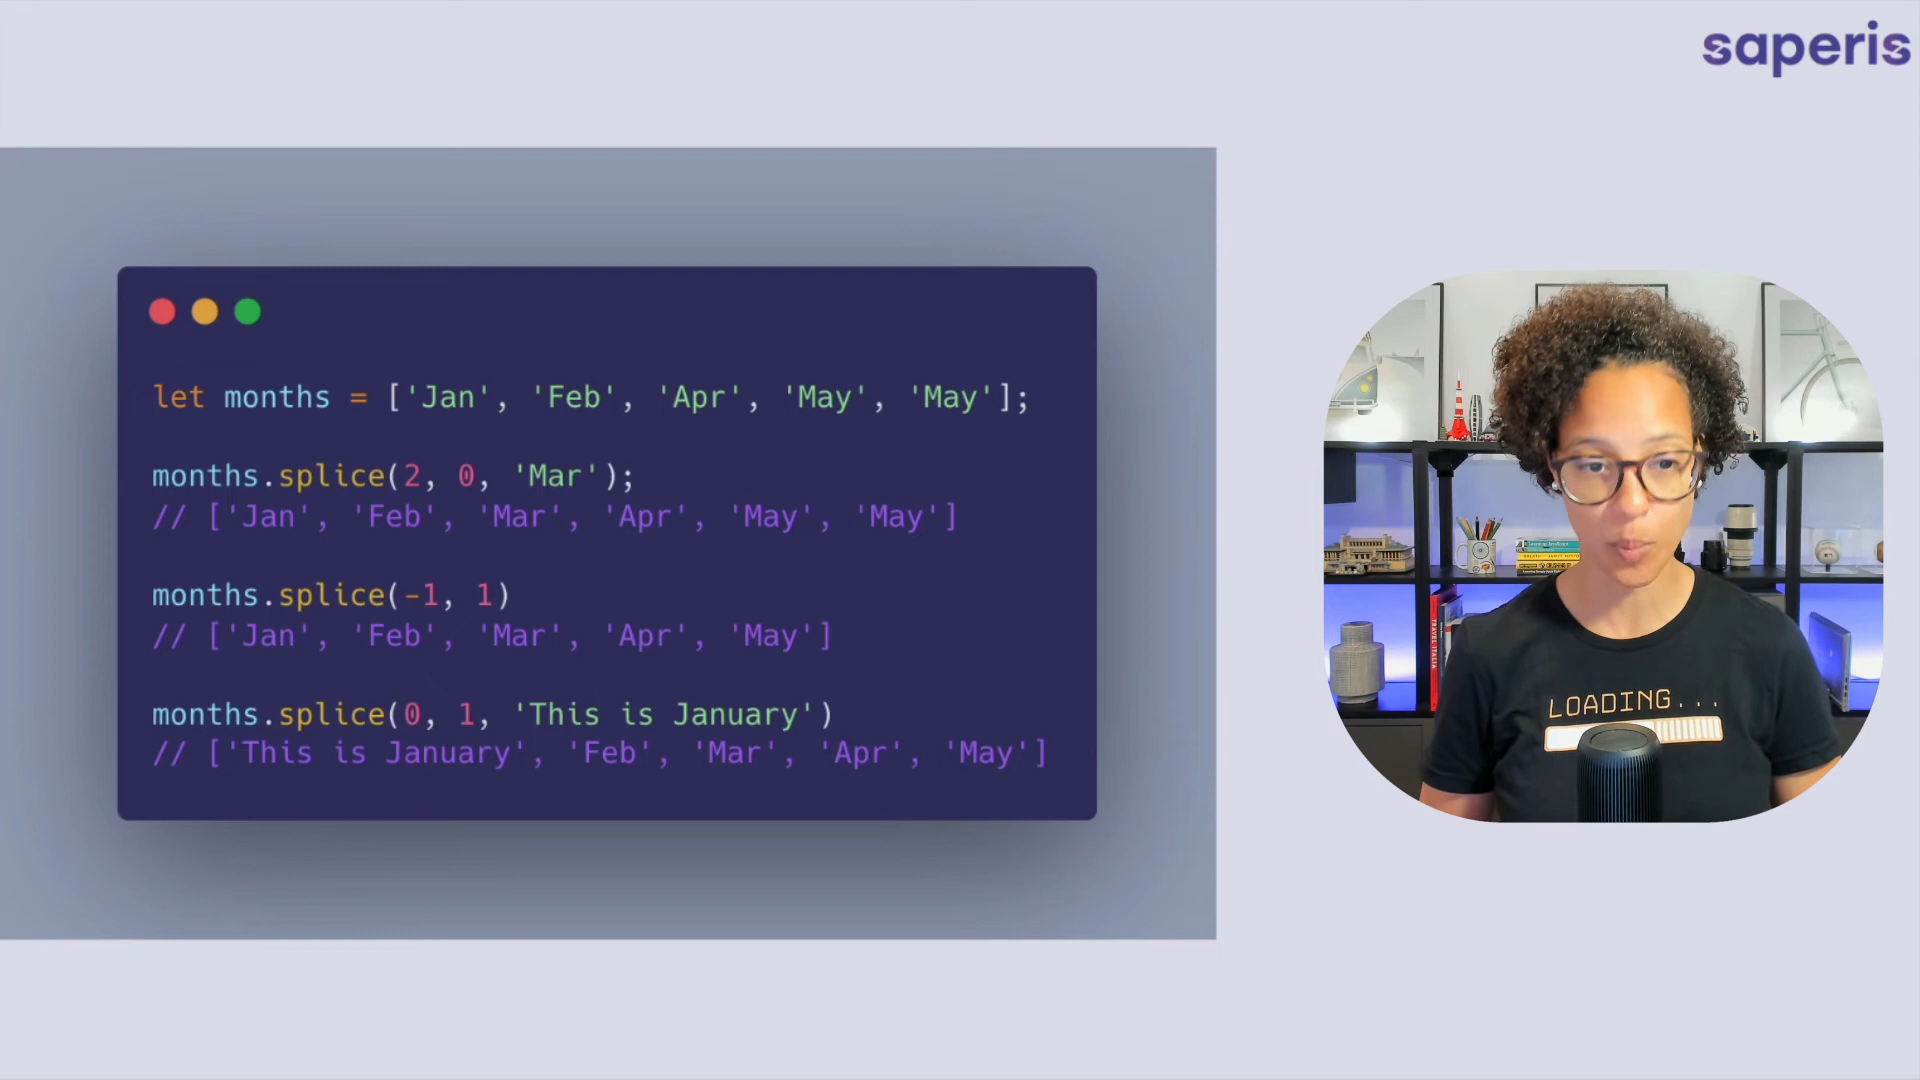 saperis
let months = ['Jan', 'Feb', 'Apr', 'May', 'May'];
months.splice(2, 0, 'Mar');
// ['Jan', 'Feb', 'Mar', 'Apr', 'May', 'May']
months.splice(-1, 1)
// ['Jan', 'Feb', 'Mar', 'Apr', 'May']
months.splice(0, 1, 'This is January')
// ['This is January', 'Feb', 'Mar', 'Apr', 'May']
LOADING...
TRAVEL ITALIA